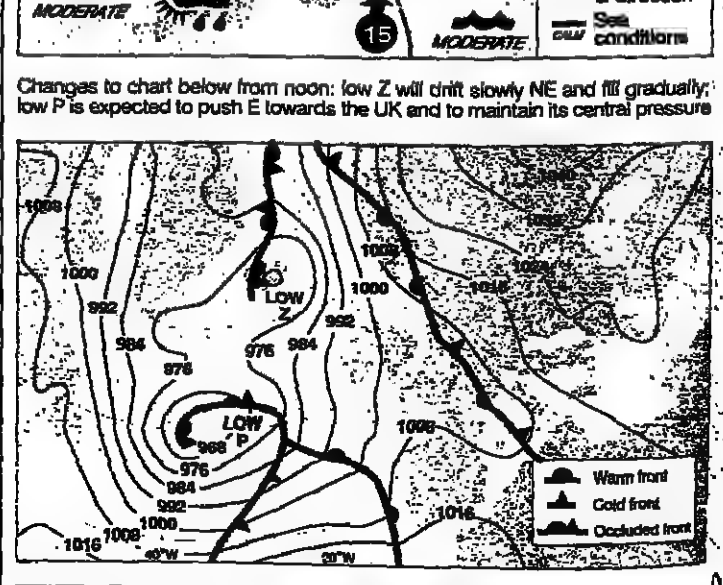 MODERATE
15
MODERATE
CALM
Sea
conditions
Changes to chart below from noon: low Z will drift slowly NE and fill gradually;
low P is expected to push E towards the UK and to maintain its central pressure
1008
1000
992
984
976
LOW
Z
976
984
992
1000
1008
1016
LOW
P
968
976
984
992
1000
1008
1016
40°W
20°W
1008
1016
Warm front
Cold front
Occluded front